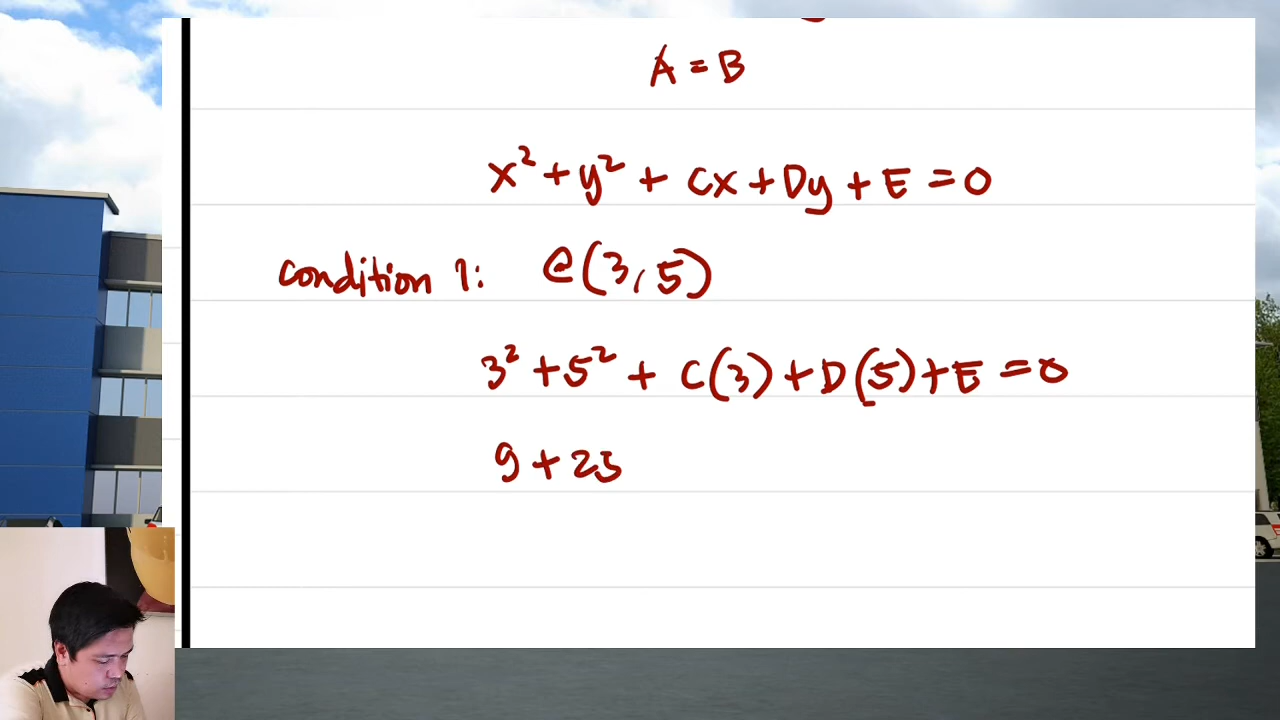 A = B
x² + y² + Cx + Dy + E = 0
condition 1: @(3, 5)
3² + 5² + C(3) + D(5) + E = 0
9 + 25